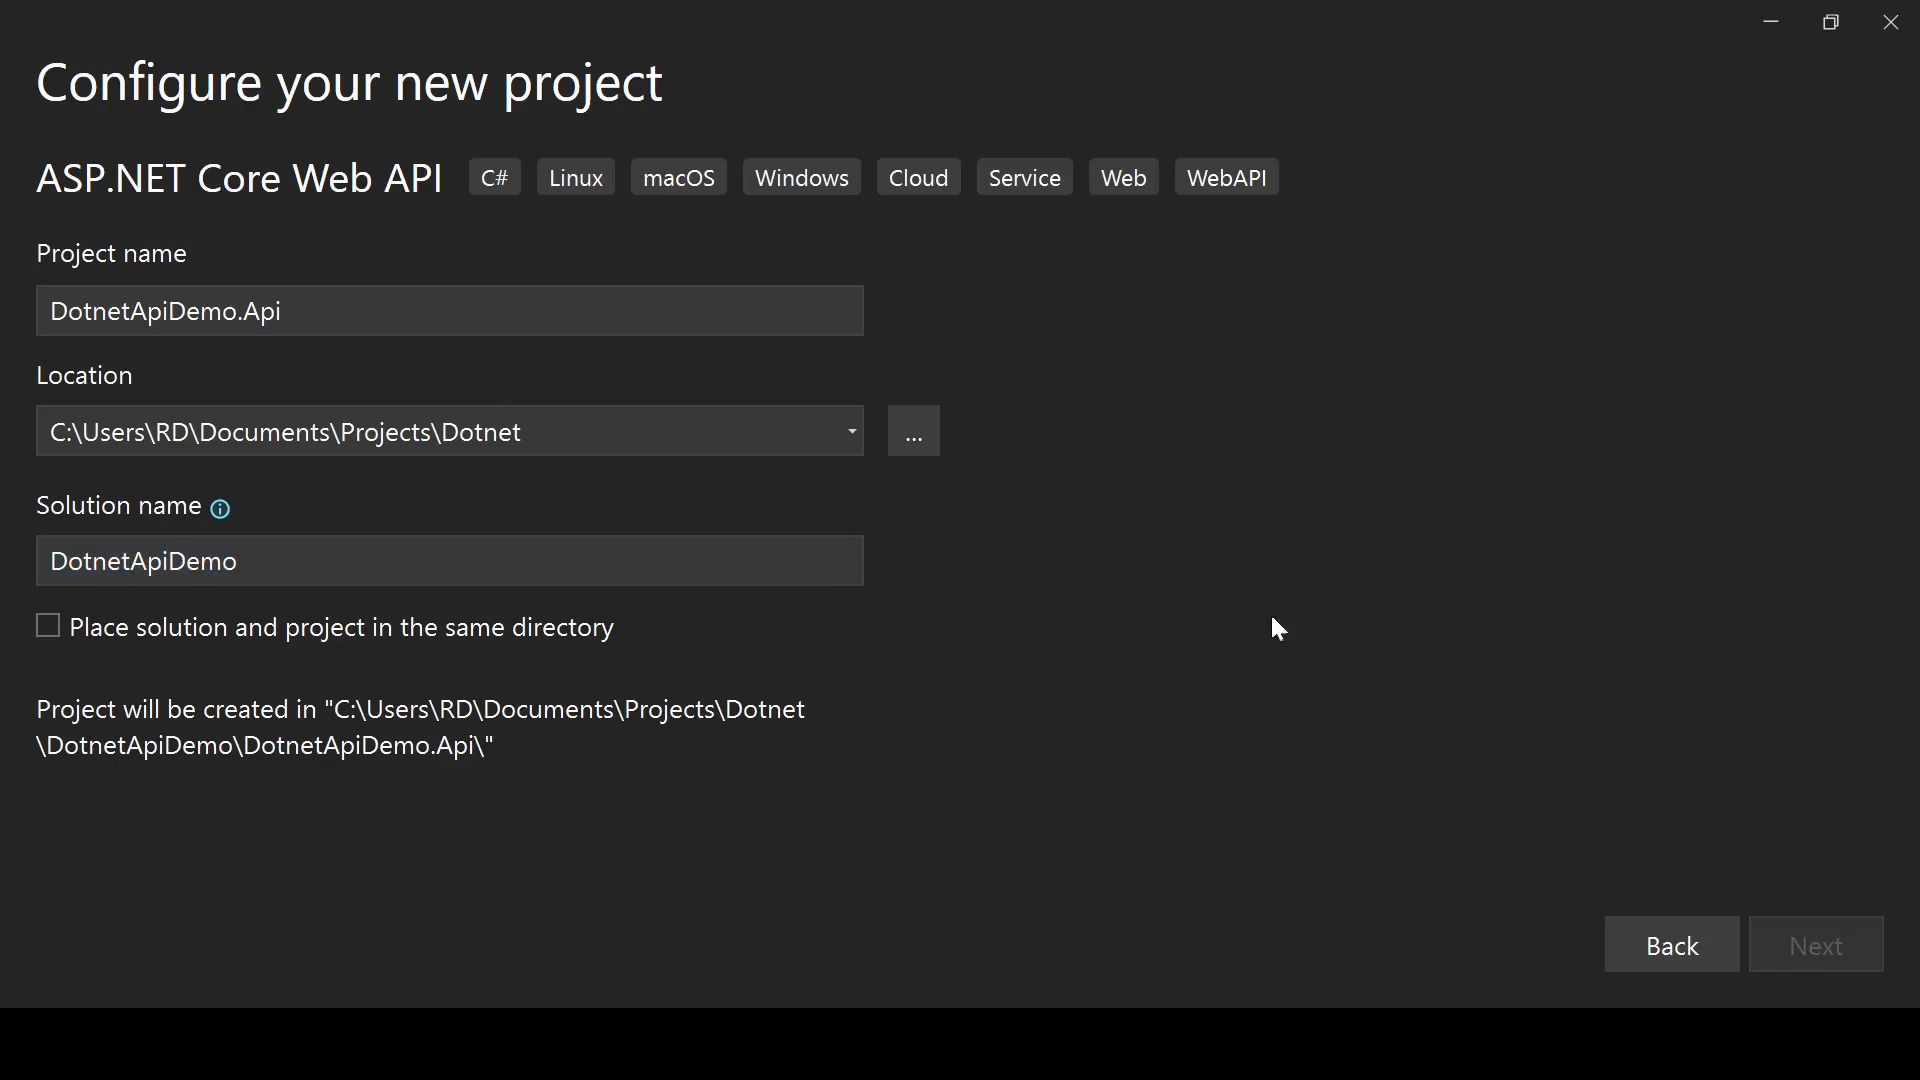 Configure your new project
ASP.NET Core Web API C# Linux macOS Windows Cloud Service Web WebAPI
Project name
DotnetApiDemo.Api
Location
C:\Users\RD\Documents\Projects\Dotnet ...
Solution name
DotnetApiDemo
Place solution and project in the same directory
Project will be created in "C:\Users\RD\Documents\Projects\Dotnet
\DotnetApiDemo\DotnetApiDemo.Api\"
Back Next